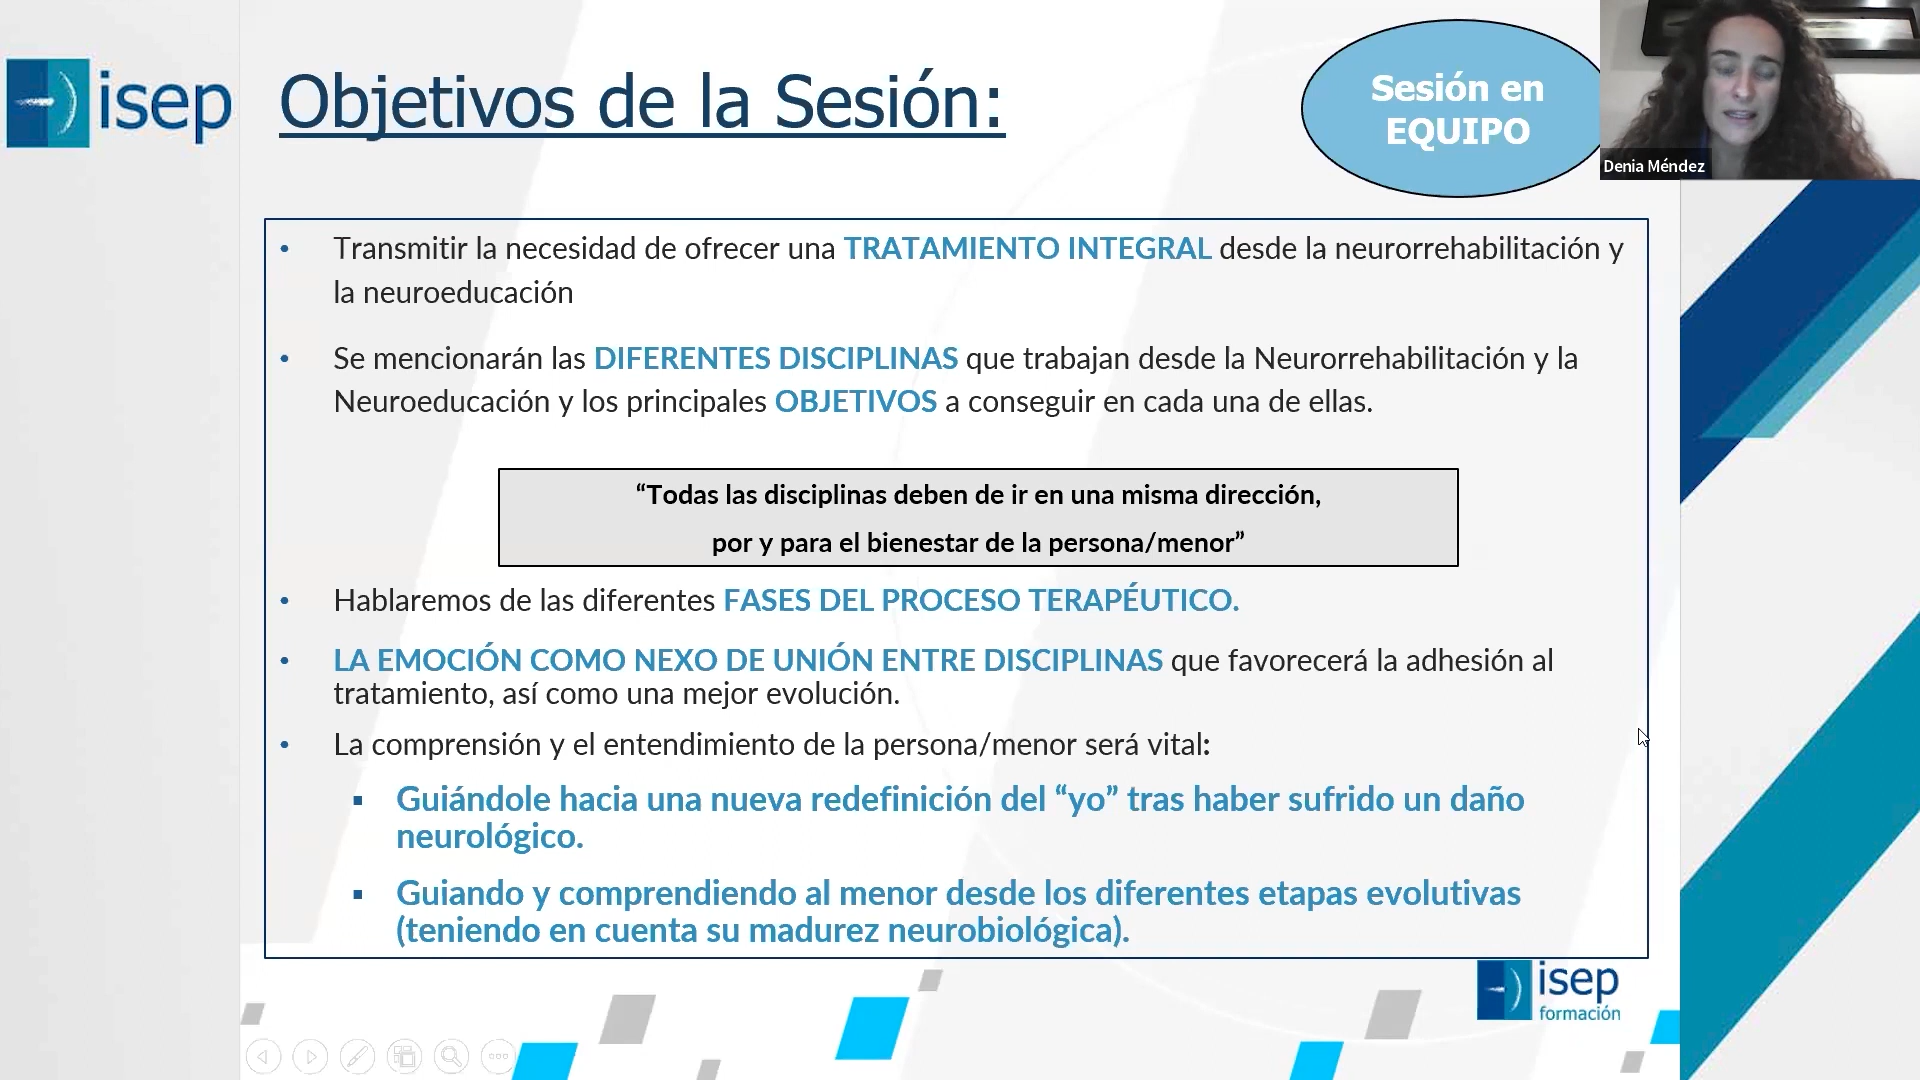 isep
Objetivos de la Sesión:
Sesión en
EQUIPO
Denia Méndez
• Transmitir la necesidad de ofrecer una TRATAMIENTO INTEGRAL desde la neurorrehabilitación y
la neuroeducación
• Se mencionarán las DIFERENTES DISCIPLINAS que trabajan desde la Neurorrehabilitación y la
Neuroeducación y los principales OBJETIVOS a conseguir en cada una de ellas.
“Todas las disciplinas deben de ir en una misma dirección,
por y para el bienestar de la persona/menor”
• Hablaremos de las diferentes FASES DEL PROCESO TERAPÉUTICO.
• LA EMOCIÓN COMO NEXO DE UNIÓN ENTRE DISCIPLINAS que favorecerá la adhesión al
tratamiento, así como una mejor evolución.
• La comprensión y el entendimiento de la persona/menor será vital:
▪ Guiándole hacia una nueva redefinición del “yo” tras haber sufrido un daño
neurológico.
▪ Guiando y comprendiendo al menor desde los diferentes etapas evolutivas
(teniendo en cuenta su madurez neurobiológica).
isep
formación